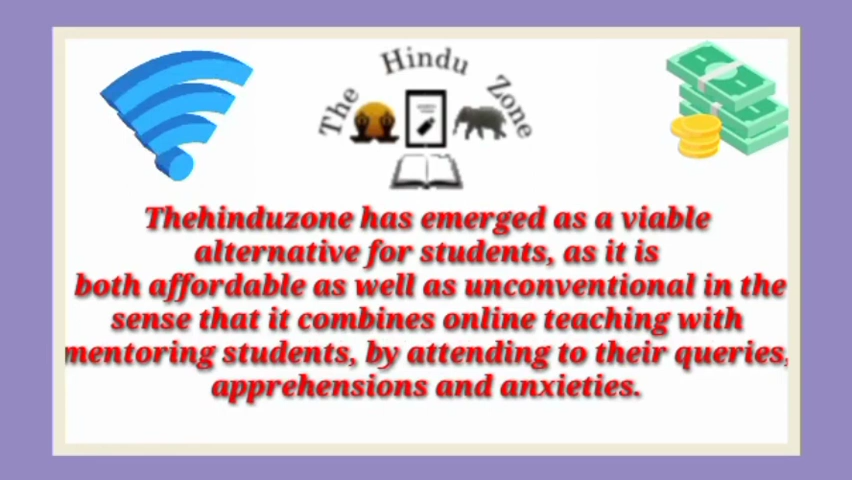 The Hindu Zone
Thehinduzone has emerged as a viable
alternative for students, as it is
both affordable as well as unconventional in the
sense that it combines online teaching with
mentoring students, by attending to their queries,
apprehensions and anxieties.